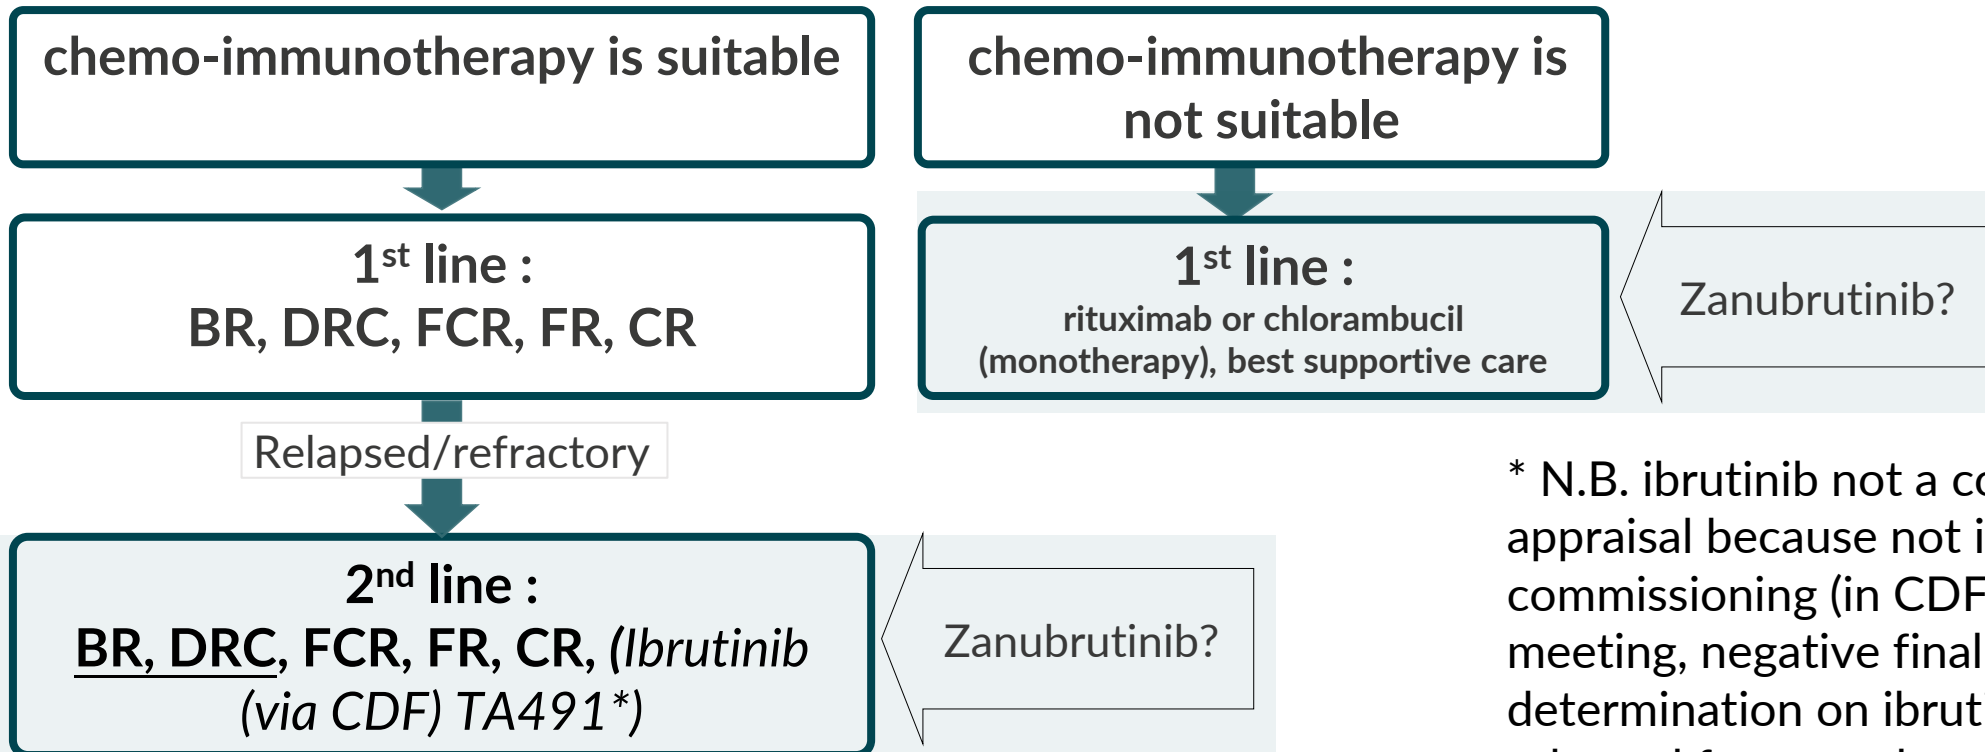 chemo-immunotherapy is suitable
chemo-immunotherapy is
not suitable
1st line :
BR, DRC, FCR, FR, CR
1st line :
rituximab or chlorambucil
(monotherapy), best supportive care
Zanubrutinib?
Relapsed/refractory
2nd line :
BR, DRC, FCR, FR, CR, (Ibrutinib
(via CDF) TA491*)
Zanubrutinib?
* N.B. ibrutinib not a
appraisal because not
commissioning (in CDF
meeting, negative final
determination on